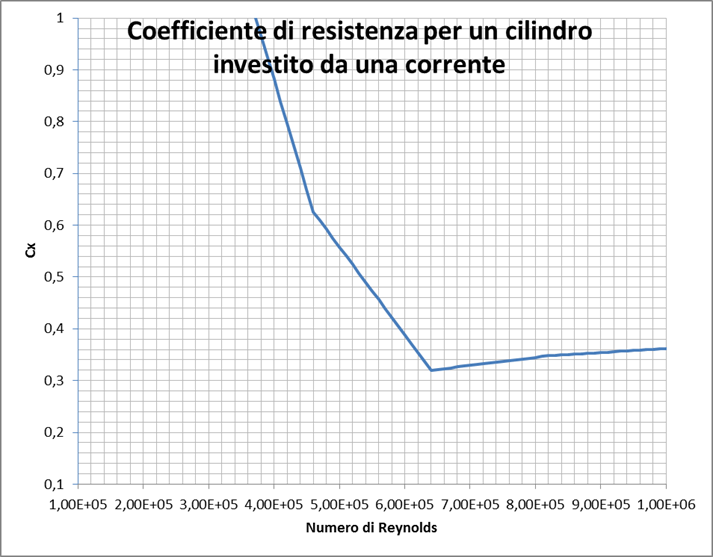 Coefficiente di resistenza per un cilindro
investito da una corrente
1
0,9
0,8
0,7
0,6
0,5
0,4
0,3
0,2
0,1
Cx
1,00E+05 2,00E+05 3,00E+05 4,00E+05 5,00E+05 6,00E+05 7,00E+05 8,00E+05 9,00E+05 1,00E+06
Numero di Reynolds